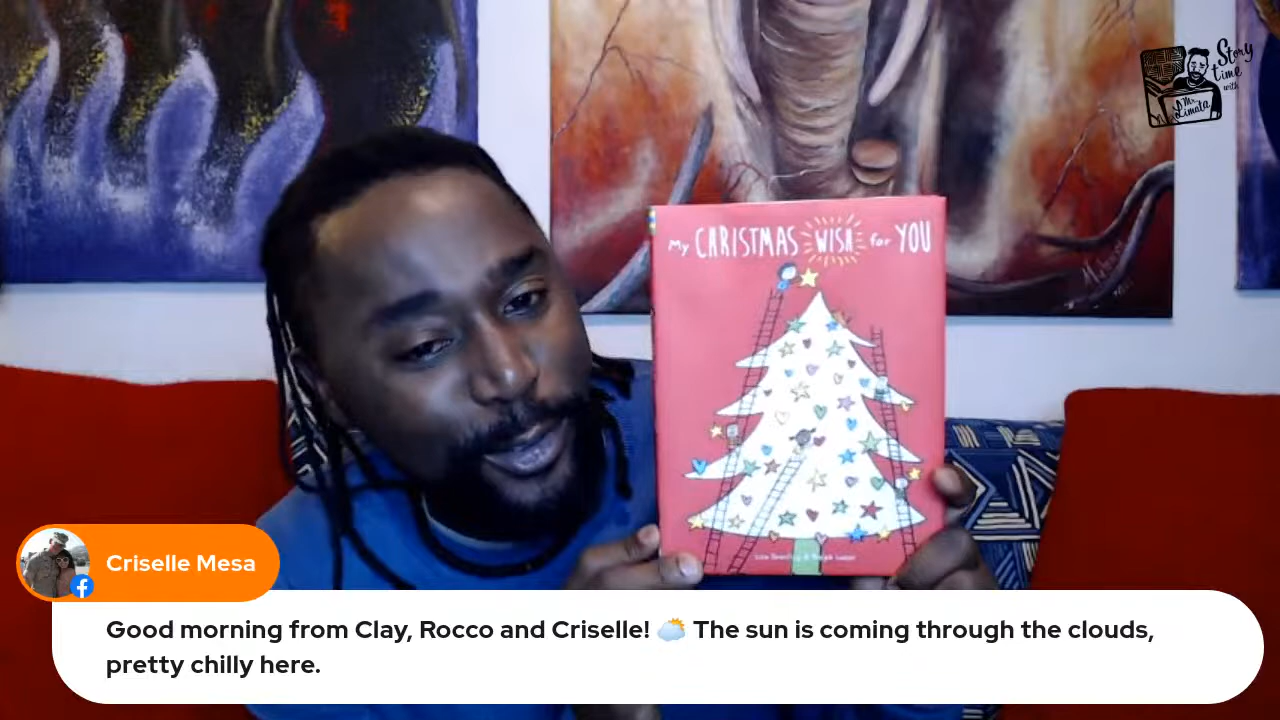 Story
time
with
Mr.
Limata
My CHRISTMAS WISH for YOU
Criselle Mesa
Good morning from Clay, Rocco and Criselle! 🌥️ The sun is coming through the clouds,
pretty chilly here.